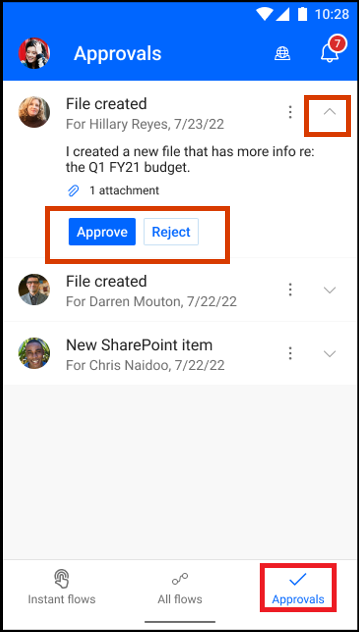 10:28
Approvals
7
File created
For Hillary Reyes, 7/23/22
I created a new file that has more info re:
the Q1 FY21 budget.
1 attachment
Approve Reject
File created
For Darren Mouton, 7/22/22
New SharePoint item
For Chris Naidoo, 7/22/22
Instant flows All flows Approvals